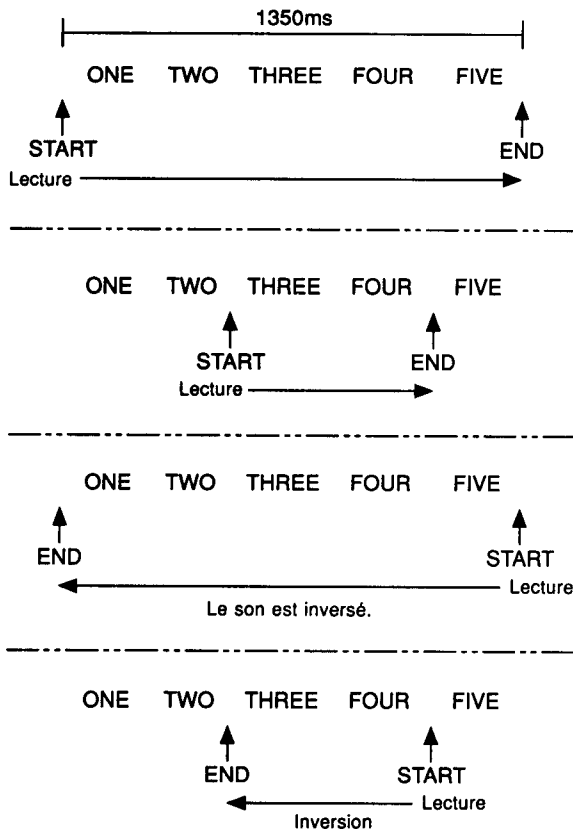 1350ms
ONE TWO THREE FOUR FIVE
START END
Lecture
ONE TWO THREE FOUR FIVE
START END
Lecture
ONE TWO THREE FOUR FIVE
END START
Lecture
Le son est inversé.
ONE TWO THREE FOUR FIVE
END START
Lecture
Inversion